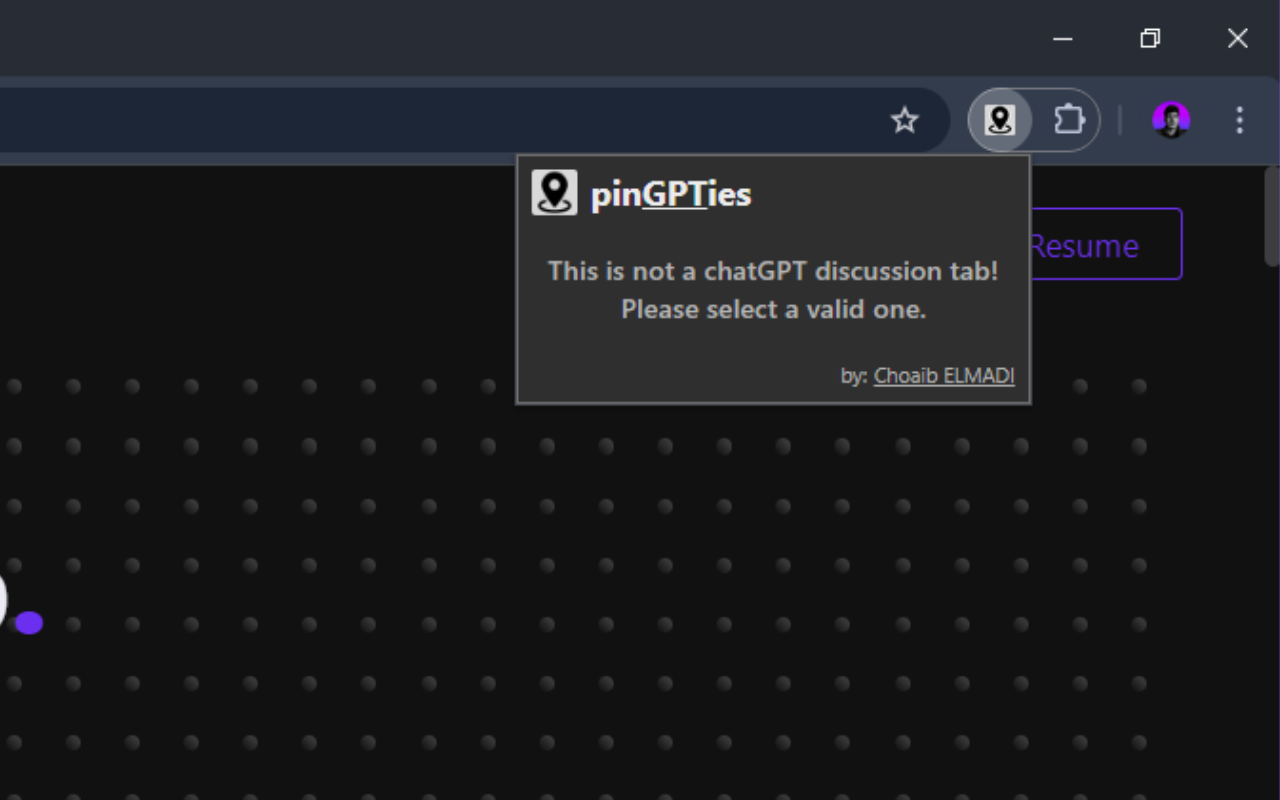 pinGPTies
Resume
This is not a chatGPT discussion tab!
Please select a valid one.
by: Choaib ELMADI